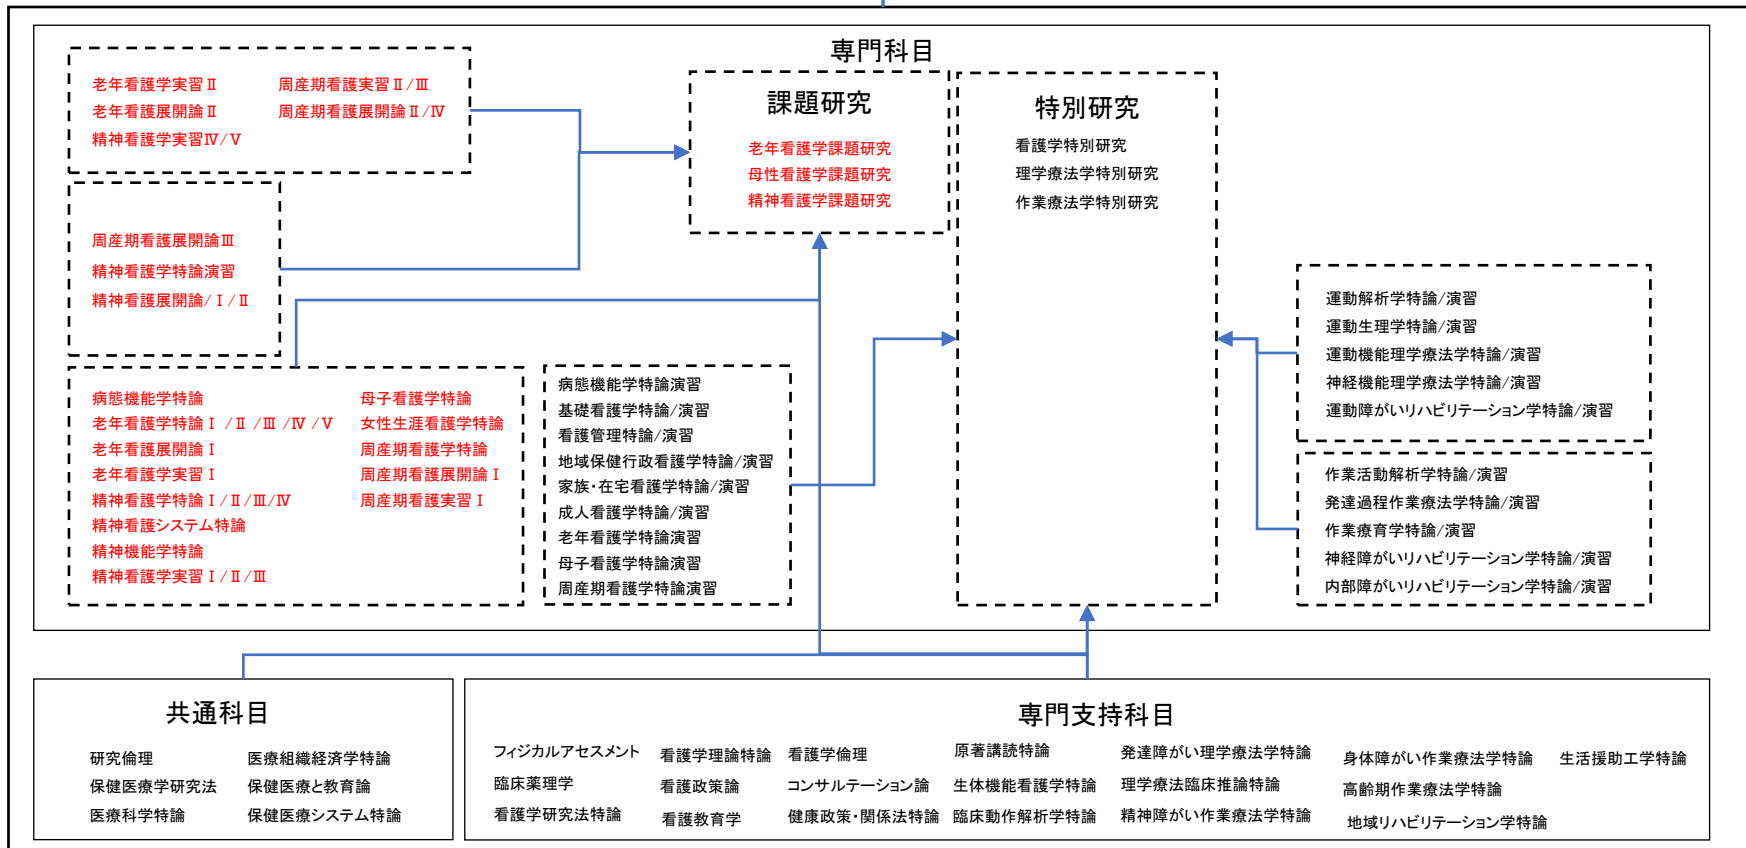 専門科目
老年看護学実習Ⅱ
老年看護展開論Ⅱ
精神看護学実習Ⅳ/Ⅴ
周産期看護実習Ⅱ/Ⅲ
周産期看護展開論Ⅱ/Ⅳ
周産期看護展開論Ⅲ
精神看護学特論演習
精神看護展開論/Ⅰ/Ⅱ
病態機能学特論
老年看護学特論Ⅰ/Ⅱ/Ⅲ/Ⅳ/Ⅴ
老年看護展開論Ⅰ
老年看護学実習Ⅰ
精神看護学特論Ⅰ/Ⅱ/Ⅲ/Ⅳ
精神看護システム特論
精神機能学特論
精神看護学実習Ⅰ/Ⅱ/Ⅲ
母子看護学特論
女性生涯看護学特論
周産期看護学特論
周産期看護展開論Ⅰ
周産期看護実習Ⅰ
課題研究
老年看護学課題研究
母性看護学課題研究
精神看護学課題研究
病態機能学特論演習
基礎看護学特論/演習
看護管理特論/演習
地域保健行政看護学特論/演習
家族・在宅看護学特論/演習
成人看護学特論/演習
老年看護学特論演習
母子看護学特論演習
周産期看護学特論演習
特別研究
看護学特別研究
理学療法学特別研究
作業療法学特別研究
運動解析学特論/演習
運動生理学特論/演習
運動機能理学療法学特論/演習
神経機能理学療法学特論/演習
運動障がいリハビリテーション学特論/演習
作業活動解析学特論/演習
発達過程作業療法学特論/演習
作業療育学特論/演習
神経障がいリハビリテーション学特論/演習
内部障がいリハビリテーション学特論/演習
共通科目
研究倫理
保健医療学研究法
医療科学特論
医療組織経済学特論
保健医療と教育論
保健医療システム特論
専門支持科目
フィジカルアセスメント
臨床薬理学
看護学研究法特論
看護学理論特論
看護政策論
看護教育学
看護学倫理
コンサルテーション論
健康政策・関係法特論
原著講読特論
生体機能看護学特論
臨床動作解析学特論
発達障がい理学療法学特論
理学療法臨床推論特論
精神障がい作業療法学特論
身体障がい作業療法学特論
高齢期作業療法学特論
地域リハビリテーション学特論
生活援助工学特論